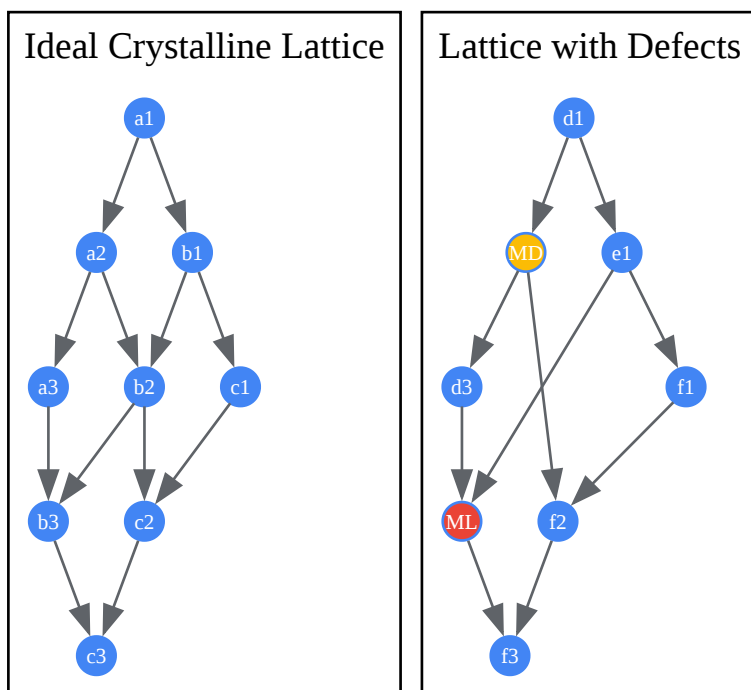 Ideal Crystalline Lattice
a1
a2
b1
a3
b2
c1
b3
c2
c3
Lattice with Defects
d1
MD
e1
d3
f1
ML
f2
f3